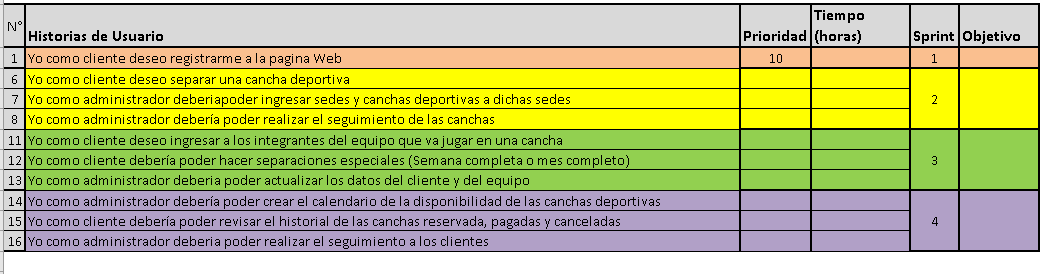 N° Historias de Usuario Prioridad Tiempo (horas) Sprint Objetivo
1 Yo como cliente deseo registrarme a la pagina Web 10 1
6 Yo como cliente deseo separar una cancha deportiva
7 Yo como administrador deberiapoder ingresar sedes y canchas deportivas a dichas sedes 2
8 Yo como administrador debería poder realizar el seguimiento de las canchas
11 Yo como cliente deseo ingresar a los integrantes del equipo que va jugar en una cancha
12 Yo como cliente debería poder hacer separaciones especiales (Semana completa o mes completo) 3
13 Yo como administrador deberia poder actualizar los datos del cliente y del equipo
14 Yo como administrador debería poder crear el calendario de la disponibilidad de las canchas deportivas
15 Yo como cliente debería poder revisar el historial de las canchas reservada, pagadas y canceladas 4
16 Yo como administrador deberia poder realizar el seguimiento a los clientes